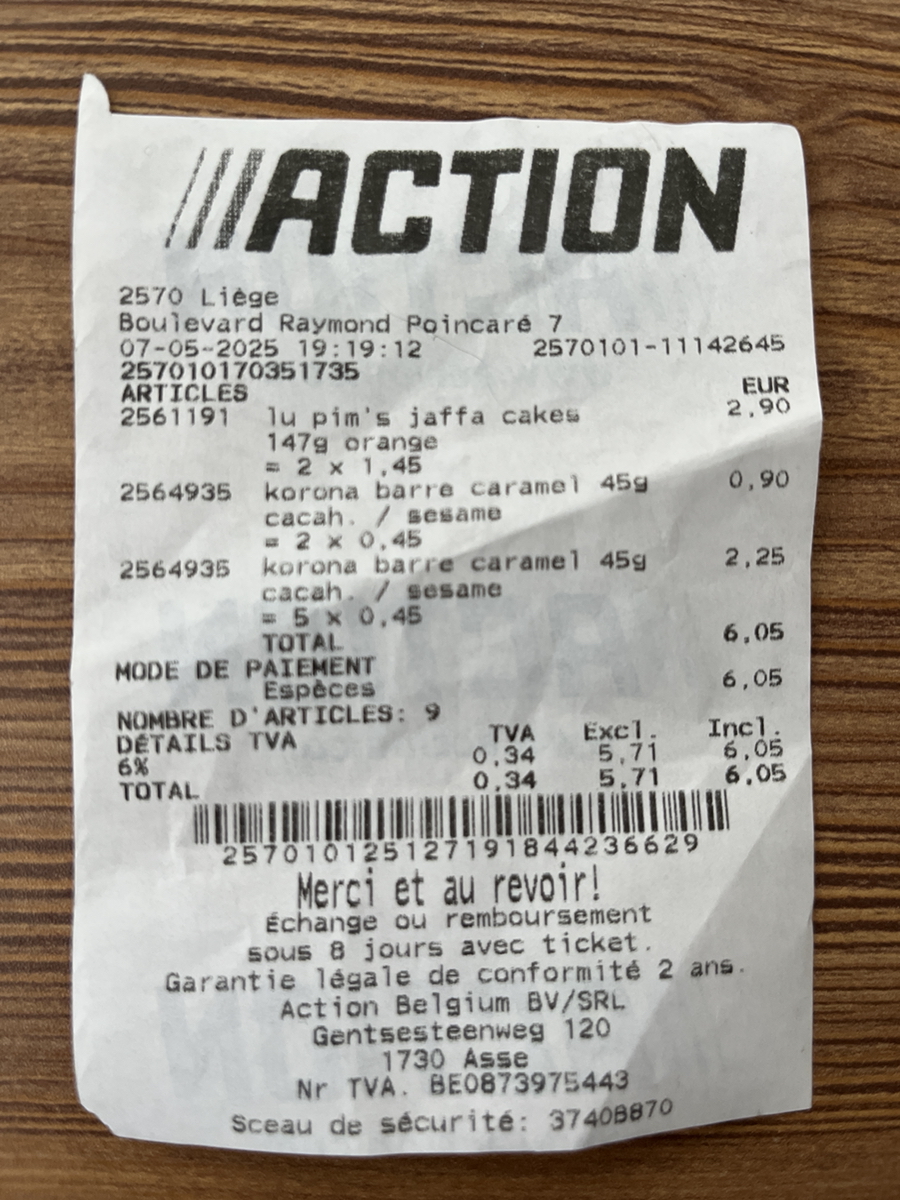 ///ACTION
2570 Liège
Boulevard Raymond Poincaré 7
07-05-2025 19:19:12 2570101-11142645
257010170351735
ARTICLES EUR
2561191 lu pim's jaffa cakes 2,90
147g orange
= 2 x 1,45
2564935 korona barre caramel 45g 0,90
cacah. / sesame
= 2 x 0,45
2564935 korona barre caramel 45g 2,25
cacah. / sesame
= 5 x 0,45
TOTAL 6,05
MODE DE PAIEMENT
Espèces 6,05
NOMBRE D'ARTICLES: 9
DÉTAILS TVA TVA Excl. Incl.
6% 0,34 5,71 6,05
TOTAL 0,34 5,71 6,05
257010125127191844236629
Merci et au revoir!
Échange ou remboursement
sous 8 jours avec ticket.
Garantie légale de conformité 2 ans.
Action Belgium BV/SRL
Gentsesteenweg 120
1730 Asse
Nr TVA. BE0873975443
Sceau de sécurité: 3740B870